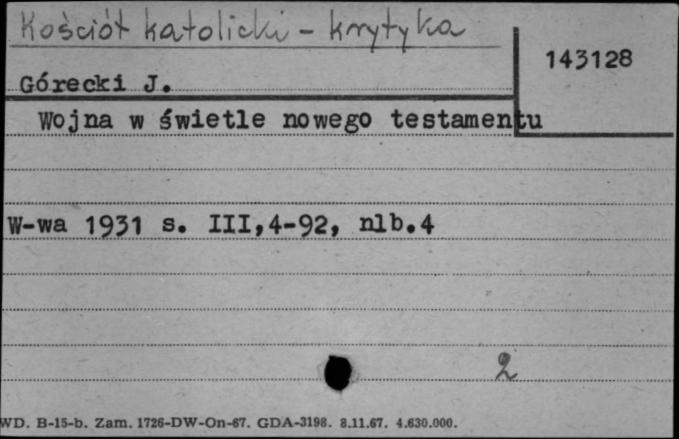 Kościół katolicki - krytyka
143128
Górecki J.
Wojna w świetle nowego testamentu
W-wa 1931 s. III,4-92, nlb.4
2
WD. B-15-b. Zam. 1726-DW-On-67. GDA-3198. 8.11.67. 4.630.000.